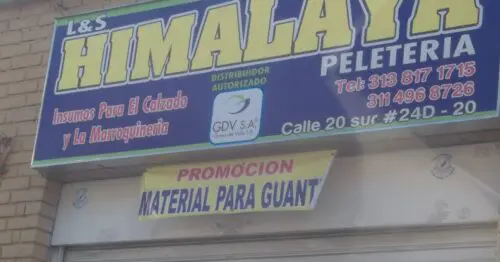 L&S
HIMALAYA
PELETERIA
DISTRIBUIDOR
AUTORIZADO
GDV S.A.
Insumos Para El Calzado
y La Marroquineria
Tel: 313 817 1715
311 496 8726
Calle 20 sur #24D - 20
PROMOCION
MATERIAL PARA GUANT